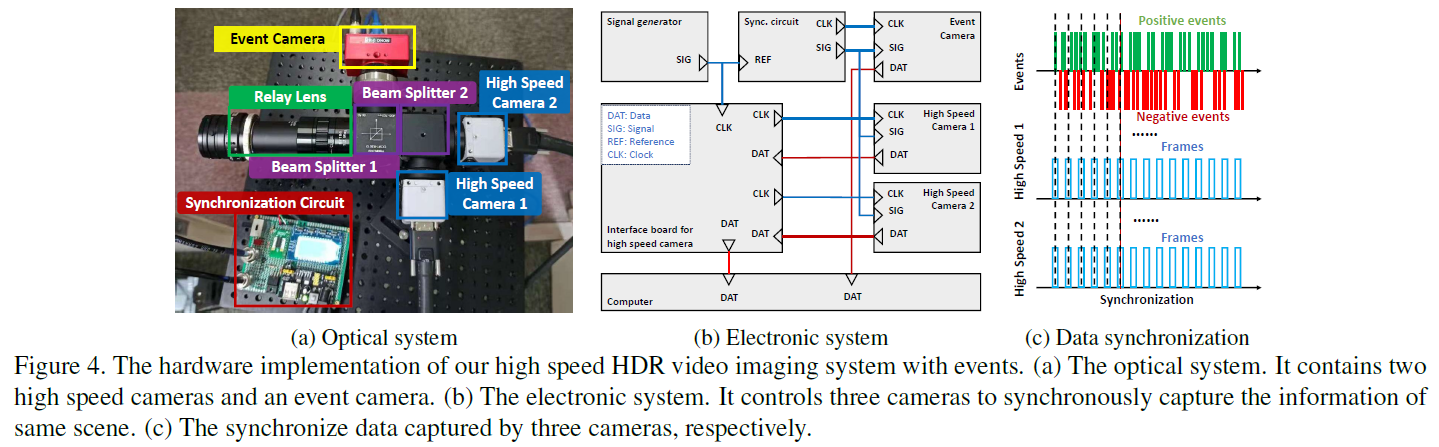 Event Camera
Relay Lens
Beam Splitter 2
High Speed
Camera 2
Beam Splitter 1
High Speed
Camera 1
Synchronization Circuit
(a) Optical system
Signal generator
SIG
Sync. circuit
REF
CLK
SIG
Event
Camera
CLK
SIG
DAT
DAT: Data
SIG: Signal
REF: Reference
CLK: Clock
CLK
CLK
DAT
CLK
DAT
DAT
Interface board for
high speed camera
High Speed
Camera 1
CLK
SIG
DAT
High Speed
Camera 2
CLK
SIG
DAT
Computer
DAT
DAT
(b) Electronic system
Positive events
Events
Negative events
......
High Speed 1
Frames
......
High Speed 2
Frames
Synchronization
(c) Data synchronization
Figure 4. The hardware implementation of our high speed HDR video imaging system with events. (a) The optical system. It contains two
high speed cameras and an event camera. (b) The electronic system. It controls three cameras to synchronously capture the information of
same scene. (c) The synchronize data captured by three cameras, respectively.